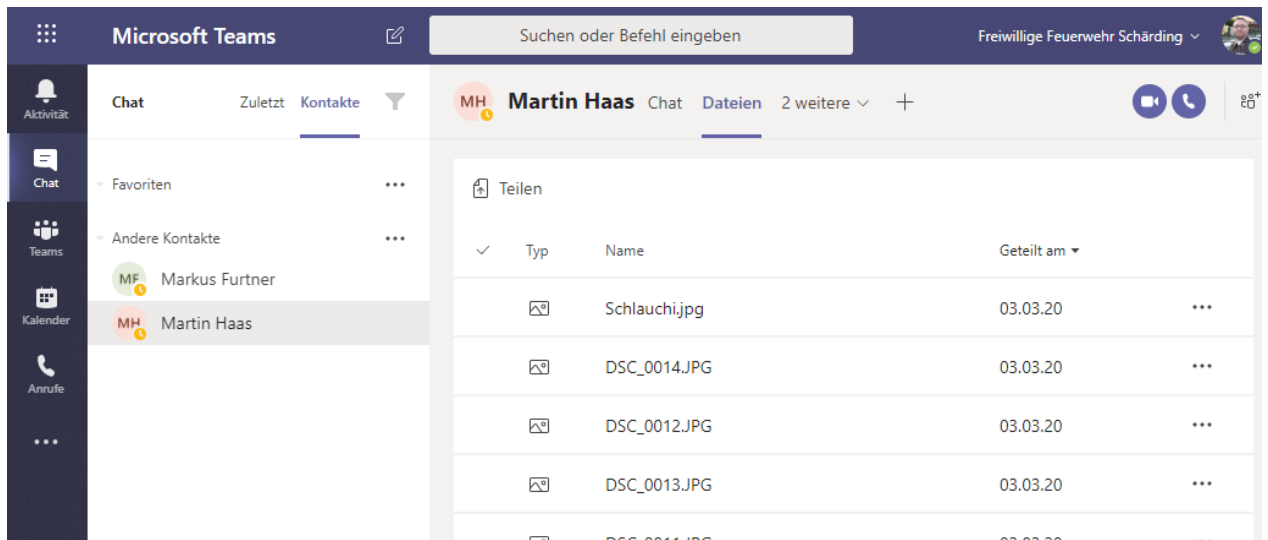 Microsoft Teams
Suchen oder Befehl eingeben
Freiwillige Feuerwehr Schärding
Aktivität
Chat
Teams
Kalender
Anrufe
Chat Zuletzt Kontakte
Favoriten
Andere Kontakte
MF Markus Furtner
MH Martin Haas
MH Martin Haas Chat Dateien 2 weitere
Teilen
Typ Name Geteilt am
Schlauchi.jpg 03.03.20
DSC_0014.JPG 03.03.20
DSC_0012.JPG 03.03.20
DSC_0013.JPG 03.03.20